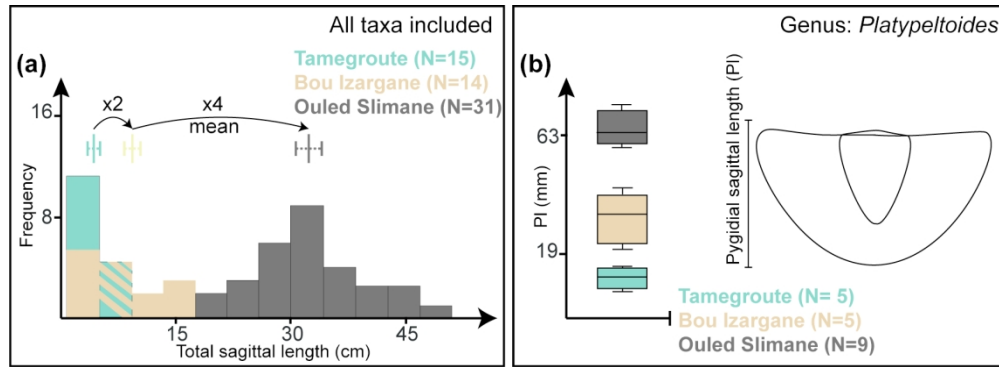 All taxa included
(a)
Tamegroute (N=15)
Bou Izargane (N=14)
Ouled Slimane (N=31)
16
x2
x4
mean
Frequency
8
15
30
45
Total sagittal length (cm)
Genus: Platypeltoides
(b)
63
Pl (mm)
19
Pygidial sagittal length (Pl)
Tamegroute (N= 5)
Bou Izargane (N=5)
Ouled Slimane (N=9)